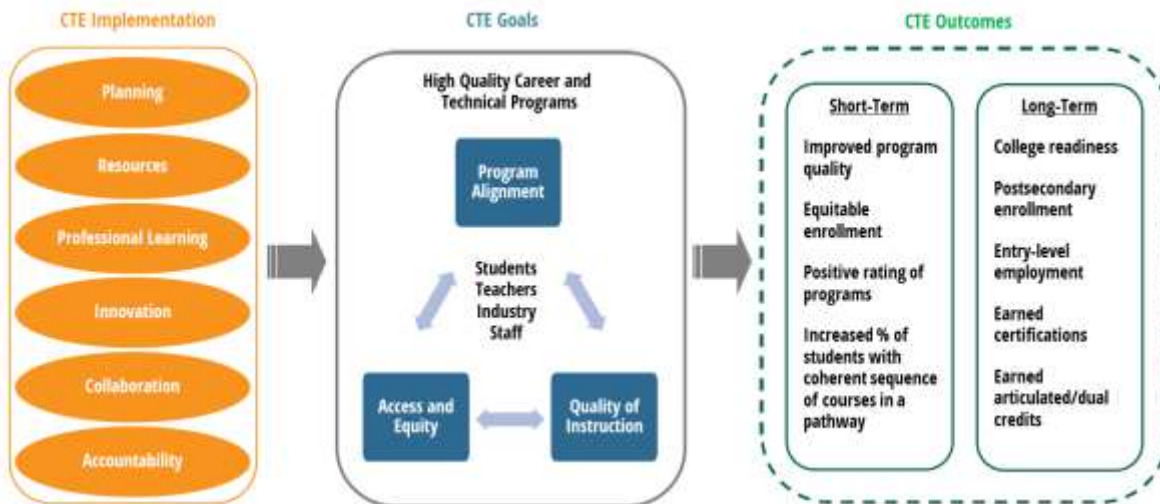 CTE Implementation
Planning
Resources
Professional Learning
Innovation
Collaboration
Accountability
CTE Goals
High Quality Career and
Technical Programs
Program
Alignment
Students
Teachers
Industry
Staff
Access and
Equity
Quality of
Instruction
CTE Outcomes
Short-Term
Improved program
quality
Equitable
enrollment
Positive rating of
programs
Increased % of
students with
coherent sequence
of courses in a
pathway
Long-Term
College readiness
Postsecondary
enrollment
Entry-level
employment
Earned
certifications
Earned
articulated/dual
credits